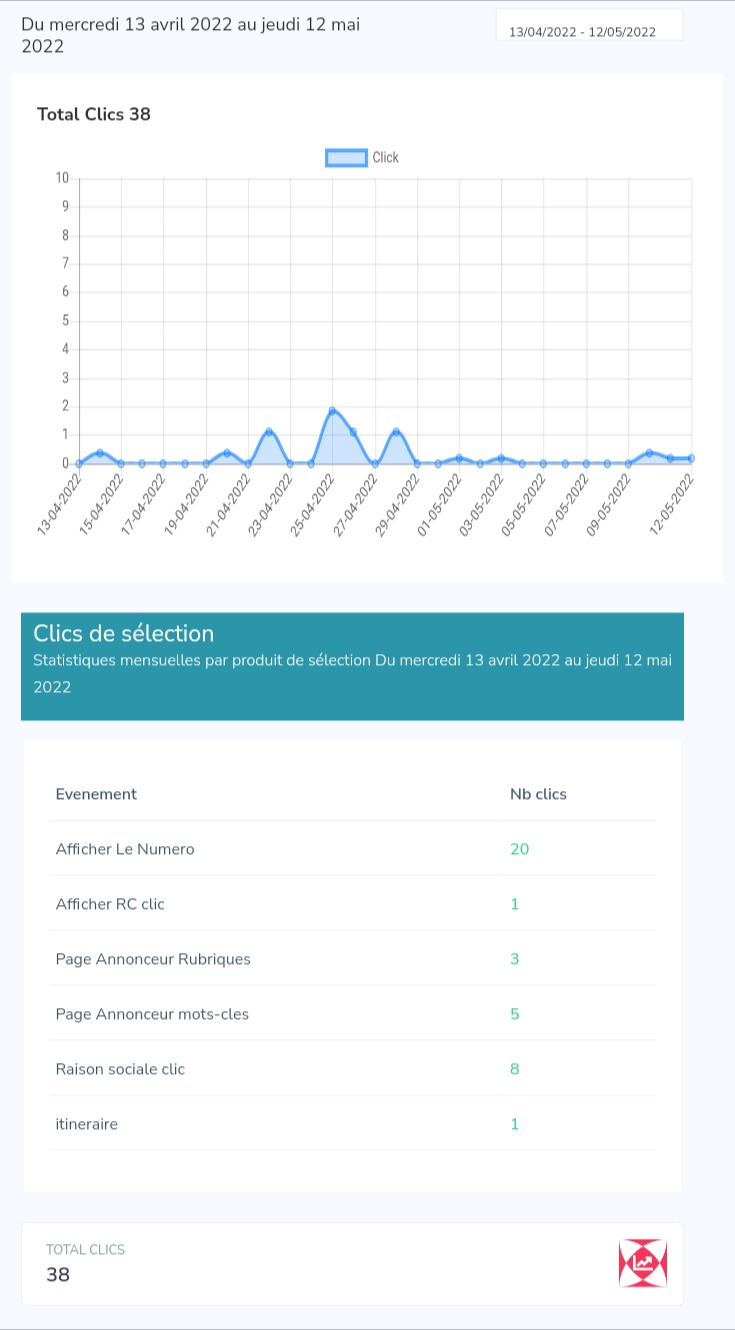 Du mercredi 13 avril 2022 au jeudi 12 mai
2022
13/04/2022 - 12/05/2022
Total Clics 38
Click
10
9
8
7
6
5
4
3
2
1
0
13-04-2022
15-04-2022
17-04-2022
19-04-2022
21-04-2022
23-04-2022
25-04-2022
27-04-2022
29-04-2022
01-05-2022
03-05-2022
05-05-2022
07-05-2022
09-05-2022
12-05-2022
Clics de sélection
Statistiques mensuelles par produit de sélection Du mercredi 13 avril 2022 au jeudi 12 mai
2022
Evenement Nb clics
Afficher Le Numero 20
Afficher RC clic 1
Page Annonceur Rubriques 3
Page Annonceur mots-cles 5
Raison sociale clic 8
itineraire 1
TOTAL CLICS
38